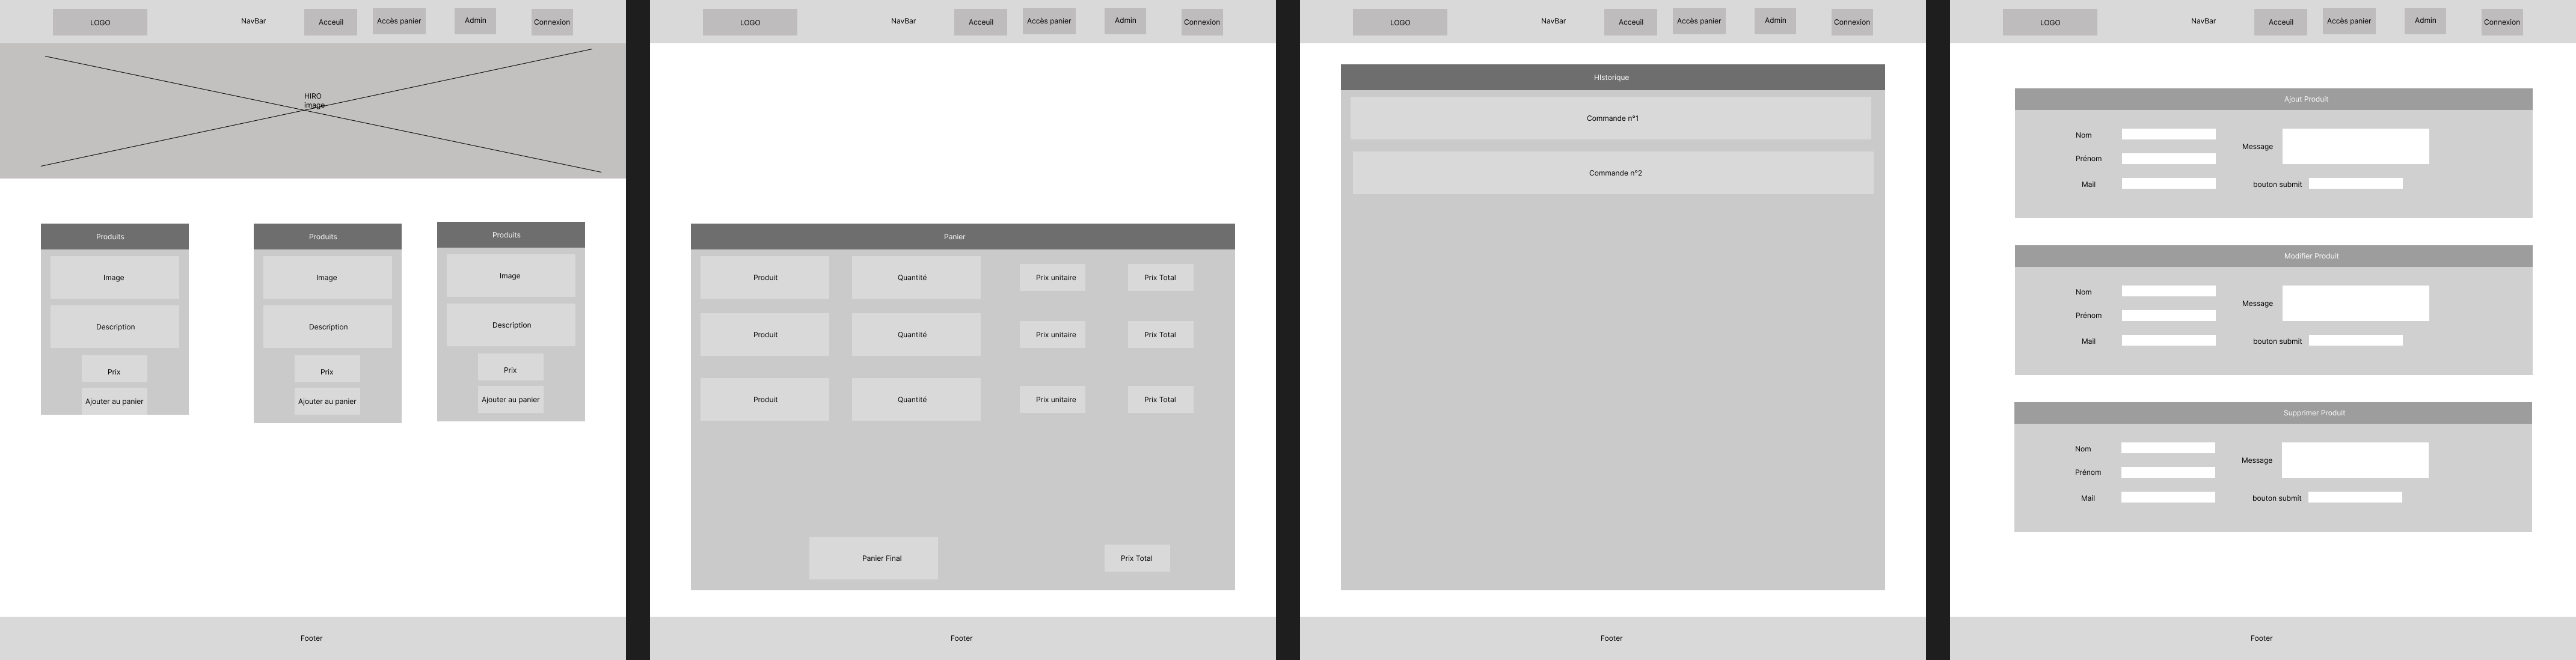 LOGO
NavBar
Acceuil
Accès panier
Admin
Connexion
HIRO
image
Produits
Image
Description
Prix
Ajouter au panier
Produits
Image
Description
Prix
Ajouter au panier
Produits
Image
Description
Prix
Ajouter au panier
Footer
LOGO
NavBar
Acceuil
Accès panier
Admin
Connexion
Panier
Produit
Quantité
Prix unitaire
Prix Total
Produit
Quantité
Prix unitaire
Prix Total
Produit
Quantité
Prix unitaire
Prix Total
Panier Final
Prix Total
Footer
LOGO
NavBar
Acceuil
Accès panier
Admin
Connexion
HIstorique
Commande n°1
Commande n°2
Footer
LOGO
NavBar
Acceuil
Accès panier
Admin
Connexion
Ajout Produit
Nom
Prénom
Mail
Message
bouton submit
Modifier Produit
Nom
Prénom
Mail
Message
bouton submit
Supprimer Produit
Nom
Prénom
Mail
Message
bouton submit
Footer